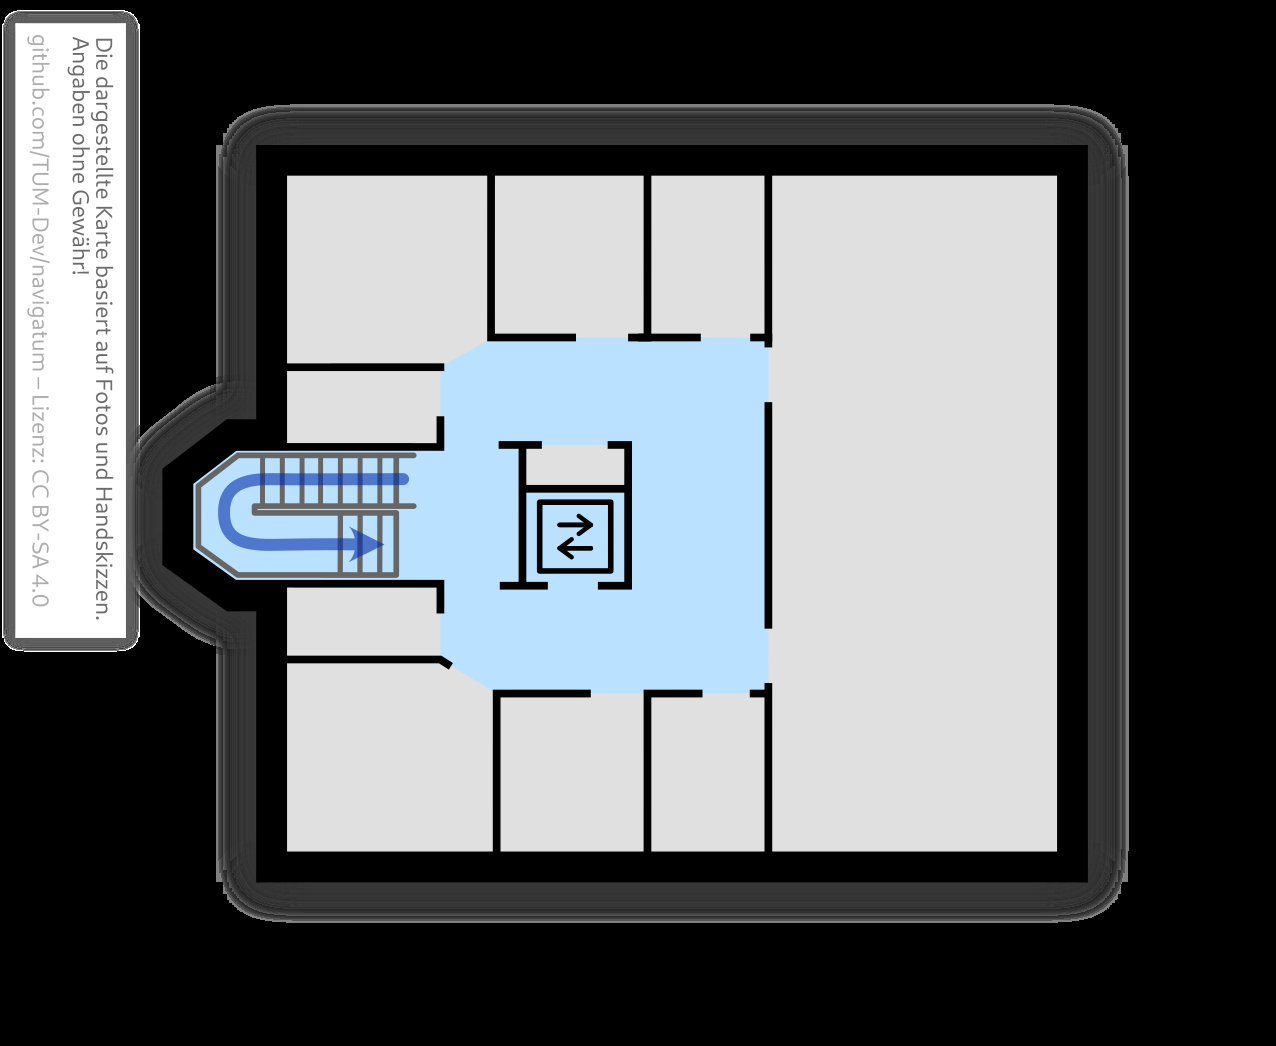 Die dargestellte Karte basiert auf Fotos und Handskizzen.
Angaben ohne Gewähr!
github.com/TUM-Dev/navigatum – Lizenz: CC BY-SA 4.0